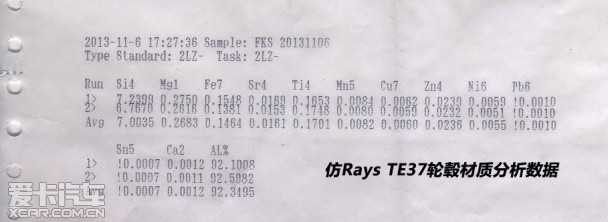 2013-11-6 17:27:36 Sample: FKS 20131106
Type Standard: 2LZ- Task: 2LZ-
Run Si4 Mg1 Fe7 Sr4 Ti4 Mn5 Cu7 Zn4 Ni6 Pb6
1> 7.2399 0.2750 0.1548 0.0169 0.1653 0.0084 0.0062 0.0239 0.0059 !0.0010
2> 6.7670 0.2616 0.1381 0.0153 0.1748 0.0080 0.0059 0.0232 0.0051 !0.0010
Avg 7.0035 0.2683 0.1464 0.0161 0.1701 0.0082 0.0060 0.0236 0.0055 !0.0010
Sn5 Ca2 AL%
1> !0.0007 0.0012 92.1008
2> !0.0007 0.0011 92.5982
Avg !0.0007 0.0012 92.3495
仿Rays TE37轮毂材质分析数据
爱卡汽车
XCAR.COM.CN